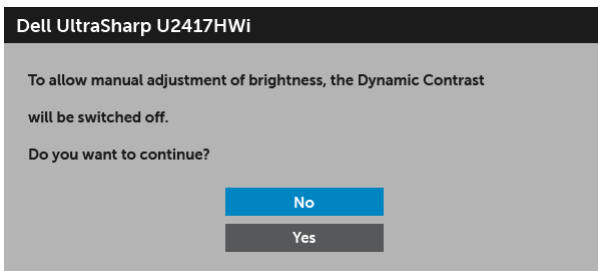 Dell UltraSharp U2417HWi
To allow manual adjustment of brightness, the Dynamic Contrast
will be switched off.
Do you want to continue?
No
Yes